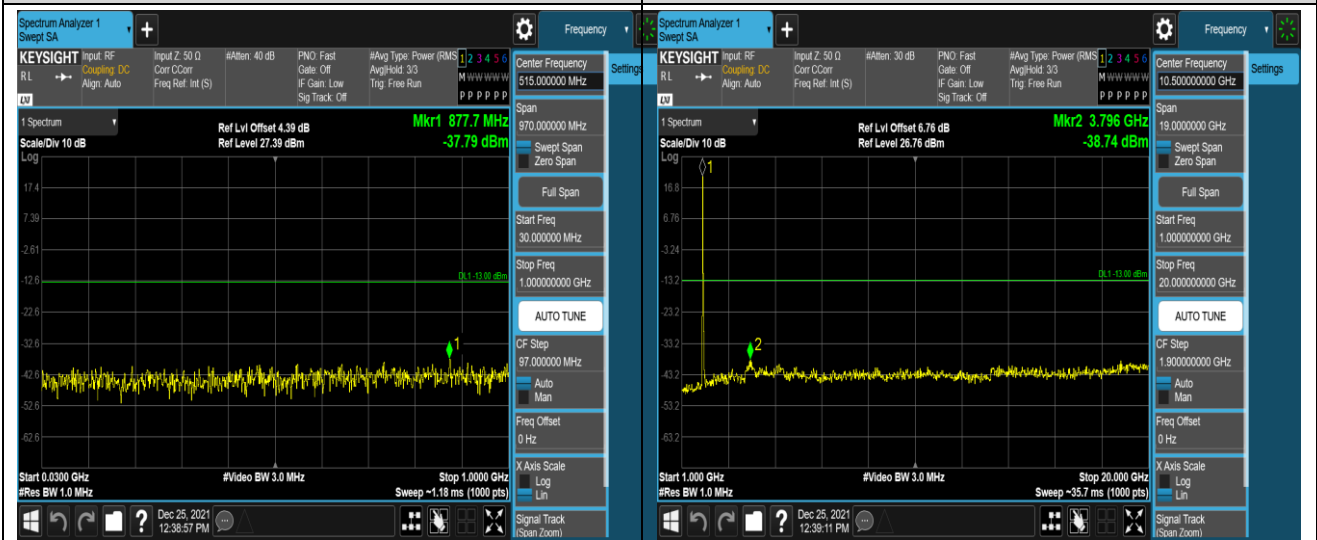 Spectrum Analyzer 1
Swept SA
+
Frequency
KEYSIGHT
RL
LXI
Input: RF
Coupling: DC
Align: Auto
Input Z: 50 Ω
Corr CCorr
Freq Ref: Int (S)
#Atten: 40 dB
PNO: Fast
Gate: Off
IF Gain: Low
Sig Track: Off
#Avg Type: Power (RMS
Avg|Hold: 3/3
Trig: Free Run
1 2 3 4 5 6
M W W W W W
P P P P P P
1 Spectrum
Scale/Div 10 dB
Log
Ref Lvl Offset 4.39 dB
Ref Level 27.39 dBm
Mkr1 877.7 MHz
-37.79 dBm
17.4
7.39
-2.61
-12.6
-22.6
-32.6
-42.6
-52.6
-62.6
DL1 -13.00 dBm
1
Start 0.0300 GHz
#Res BW 1.0 MHz
#Video BW 3.0 MHz
Stop 1.0000 GHz
Sweep ~1.18 ms (1000 pts)
Center Frequency
515.000000 MHz
Settings
Span
970.000000 MHz
Swept Span
Zero Span
Full Span
Start Freq
30.000000 MHz
Stop Freq
1.000000000 GHz
AUTO TUNE
CF Step
97.000000 MHz
Auto
Man
Freq Offset
0 Hz
X Axis Scale
Log
Lin
Signal Track
(Span Zoom)
?
Dec 25, 2021
12:38:57 PM
Spectrum Analyzer 1
Swept SA
+
Frequency
KEYSIGHT
RL
LXI
Input: RF
Coupling: DC
Align: Auto
Input Z: 50 Ω
Corr CCorr
Freq Ref: Int (S)
#Atten: 30 dB
PNO: Fast
Gate: Off
IF Gain: Low
Sig Track: Off
#Avg Type: Power (RMS
Avg|Hold: 3/3
Trig: Free Run
1 2 3 4 5 6
M W W W W W
P P P P P P
1 Spectrum
Scale/Div 10 dB
Log
Ref Lvl Offset 6.76 dB
Ref Level 26.76 dBm
Mkr2 3.796 GHz
-38.74 dBm
16.8
6.76
-3.24
-13.2
-23.2
-33.2
-43.2
-53.2
-63.2
DL1 -13.00 dBm
1
2
Start 1.000 GHz
#Res BW 1.0 MHz
#Video BW 3.0 MHz
Stop 20.000 GHz
Sweep ~35.7 ms (1000 pts)
Center Frequency
10.500000000 GHz
Settings
Span
19.0000000 GHz
Swept Span
Zero Span
Full Span
Start Freq
1.000000000 GHz
Stop Freq
20.000000000 GHz
AUTO TUNE
CF Step
1.900000000 GHz
Auto
Man
Freq Offset
0 Hz
X Axis Scale
Log
Lin
Signal Track
(Span Zoom)
?
Dec 25, 2021
12:39:11 PM